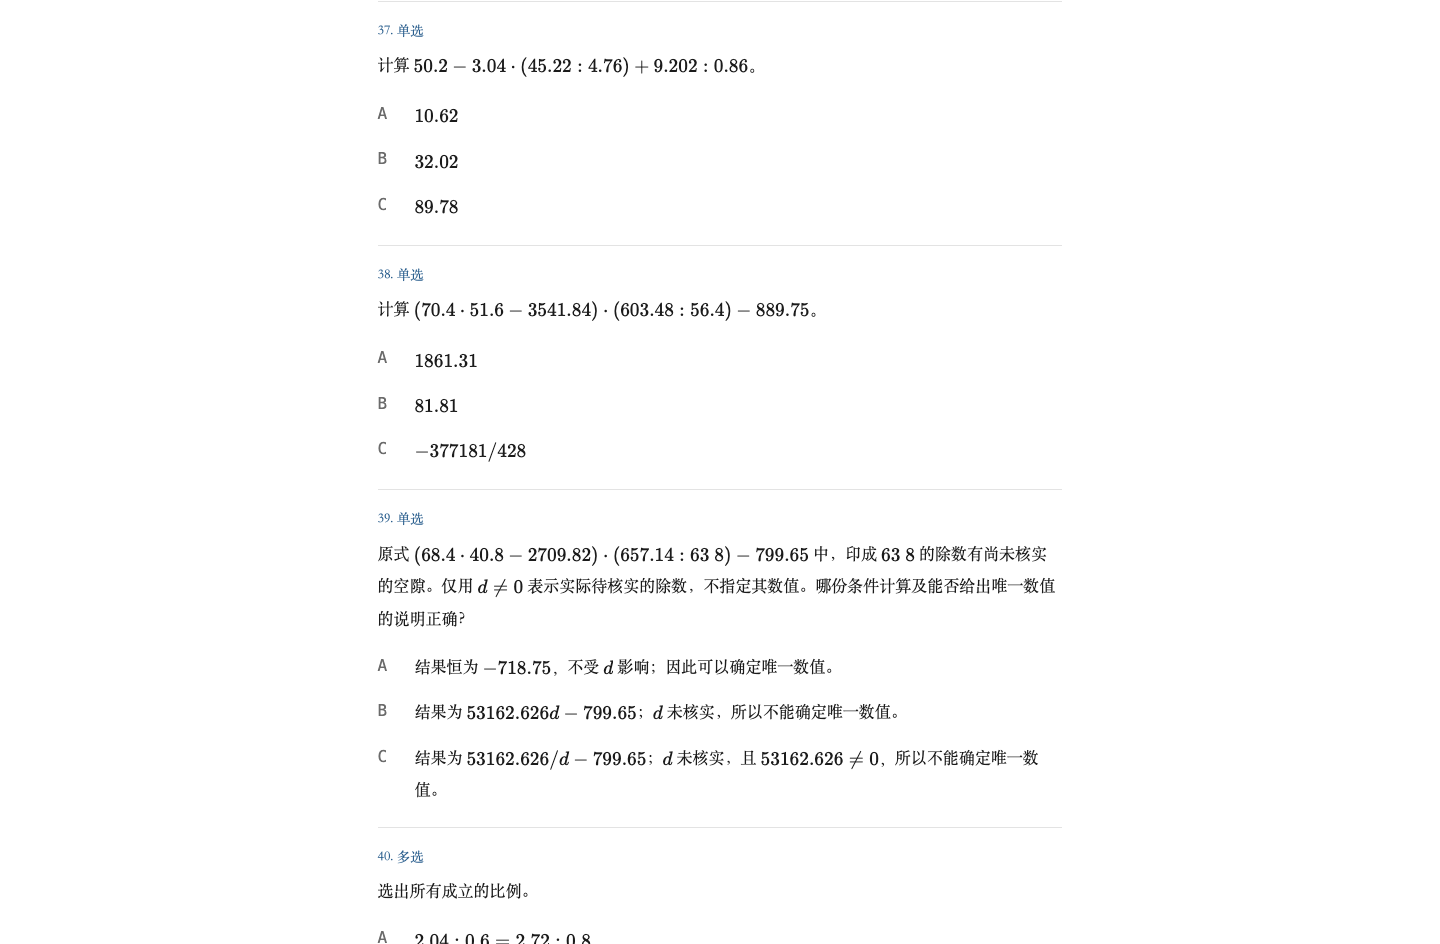 37. 单选
计算 50.2 − 3.04 · (45.22 : 4.76) + 9.202 : 0.86。
A 10.62
B 32.02
C 89.78
38. 单选
计算 (70.4 · 51.6 − 3541.84) · (603.48 : 56.4) − 889.75。
A 1861.31
B 81.81
C −377181/428
39. 单选
原式 (68.4 · 40.8 − 2709.82) · (657.14 : 63 8) − 799.65 中，印成 63 8 的除数有尚未核实
的空隙。仅用 d ≠ 0 表示实际待核实的除数，不指定其数值。哪份条件计算及能否给出唯一数值
的说明正确?
A 结果恒为 −718.75，不受 d 影响；因此可以确定唯一数值。
B 结果为 53162.626d − 799.65；d 未核实，所以不能确定唯一数值。
C 结果为 53162.626/d − 799.65；d 未核实，且 53162.626 ≠ 0，所以不能确定唯一数
值。
40. 多选
选出所有成立的比例。
A 2.04 : 0.6 = 2.72 : 0.8